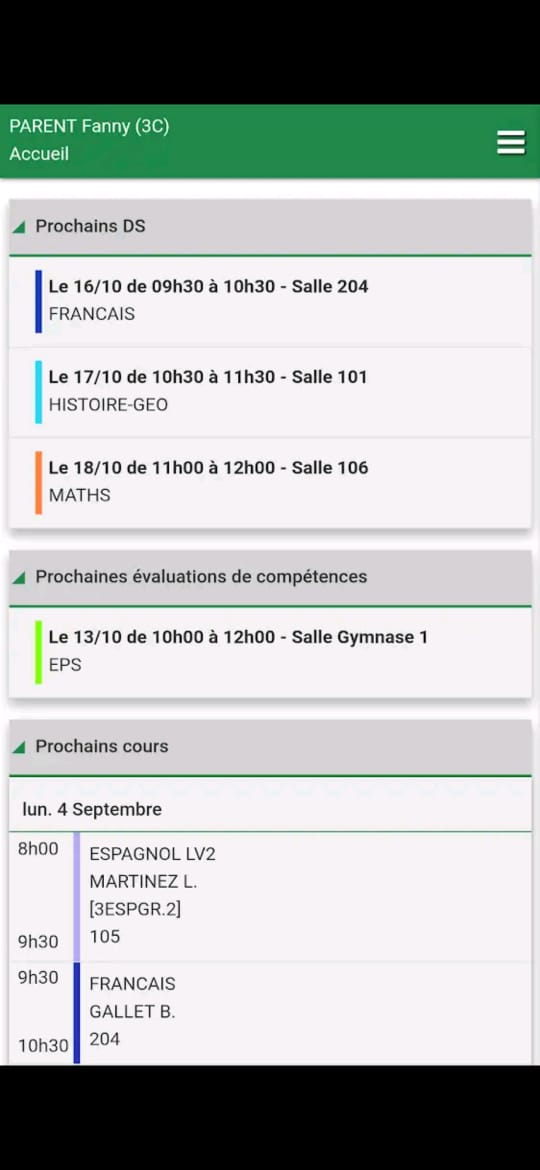 PARENT Fanny (3C)
Accueil
Prochains DS
Le 16/10 de 09h30 à 10h30 - Salle 204
FRANCAIS
Le 17/10 de 10h30 à 11h30 - Salle 101
HISTOIRE-GEO
Le 18/10 de 11h00 à 12h00 - Salle 106
MATHS
Prochaines évaluations de compétences
Le 13/10 de 10h00 à 12h00 - Salle Gymnase 1
EPS
Prochains cours
lun. 4 Septembre
8h00
ESPAGNOL LV2
MARTINEZ L.
[3ESPGR.2]
105
9h30
9h30
FRANCAIS
GALLET B.
204
10h30